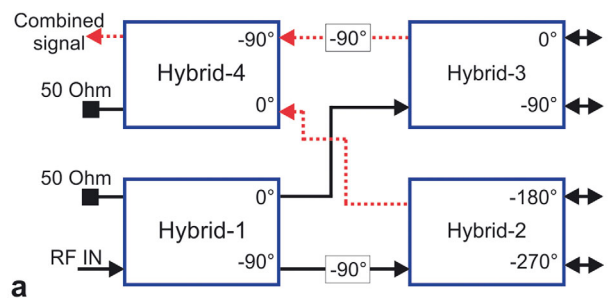 Combined
signal
-90°
-90°
0°
Hybrid-4
Hybrid-3
50 Ohm
0°
-90°
50 Ohm
0°
-180°
Hybrid-1
Hybrid-2
RF IN
-90°
-90°
-270°
a